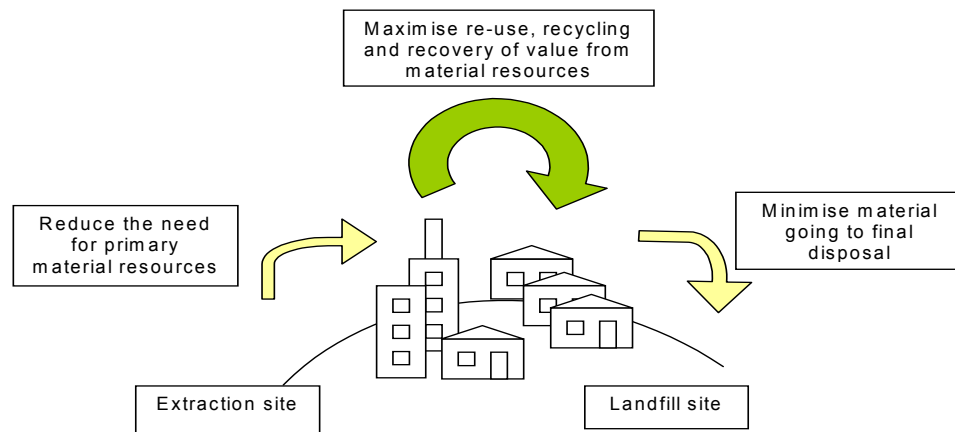 Maximise re-use, recycling
and recovery of value from
material resources
Reduce the need
for primary
material resources
Minimise material
going to final
disposal
Extraction site
Landfill site